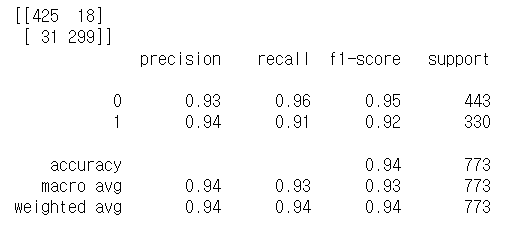 [[425 18]
[ 31 299]]
precision recall f1-score support
0 0.93 0.96 0.95 443
1 0.94 0.91 0.92 330
accuracy 0.94 773
macro avg 0.94 0.93 0.93 773
weighted avg 0.94 0.94 0.94 773